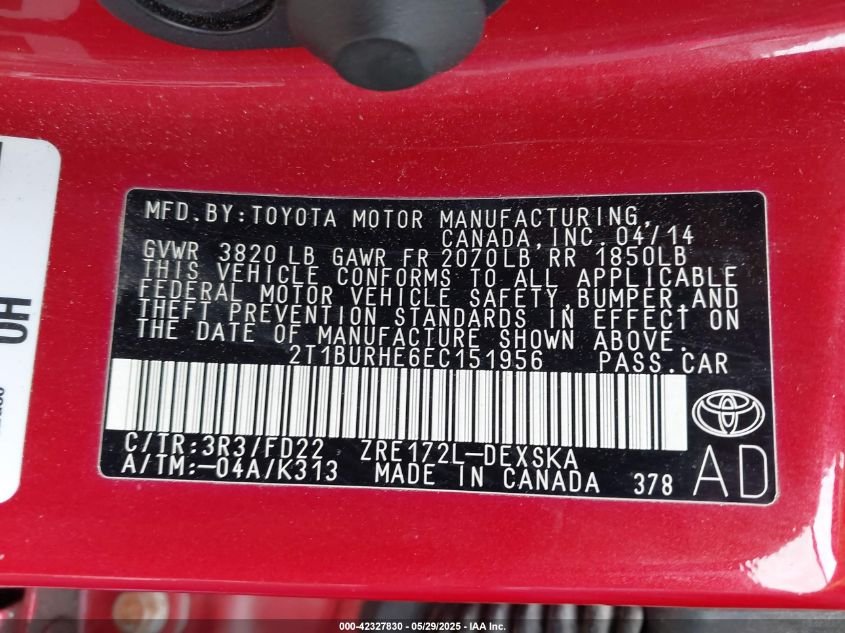 MFD.BY:TOYOTA MOTOR MANUFACTURING,
CANADA,INC.04/14
GVWR 3820 LB GAWR FR 2070LB RR 1850LB
THIS VEHICLE CONFORMS TO ALL APPLICABLE
FEDERAL MOTOR VEHICLE SAFETY,BUMPER,AND
THEFT PREVENTION STANDARDS IN EFFECT ON
THE DATE OF MANUFACTURE SHOWN ABOVE.
2T1BURHE6EC151956 PASS.CAR
C/TR:3R3/FD22 ZRE172L-DEXSKA
A/TM:-04A/K313 MADE IN CANADA 378
AD
000-42327830 - 05/29/2025 - IAA Inc.